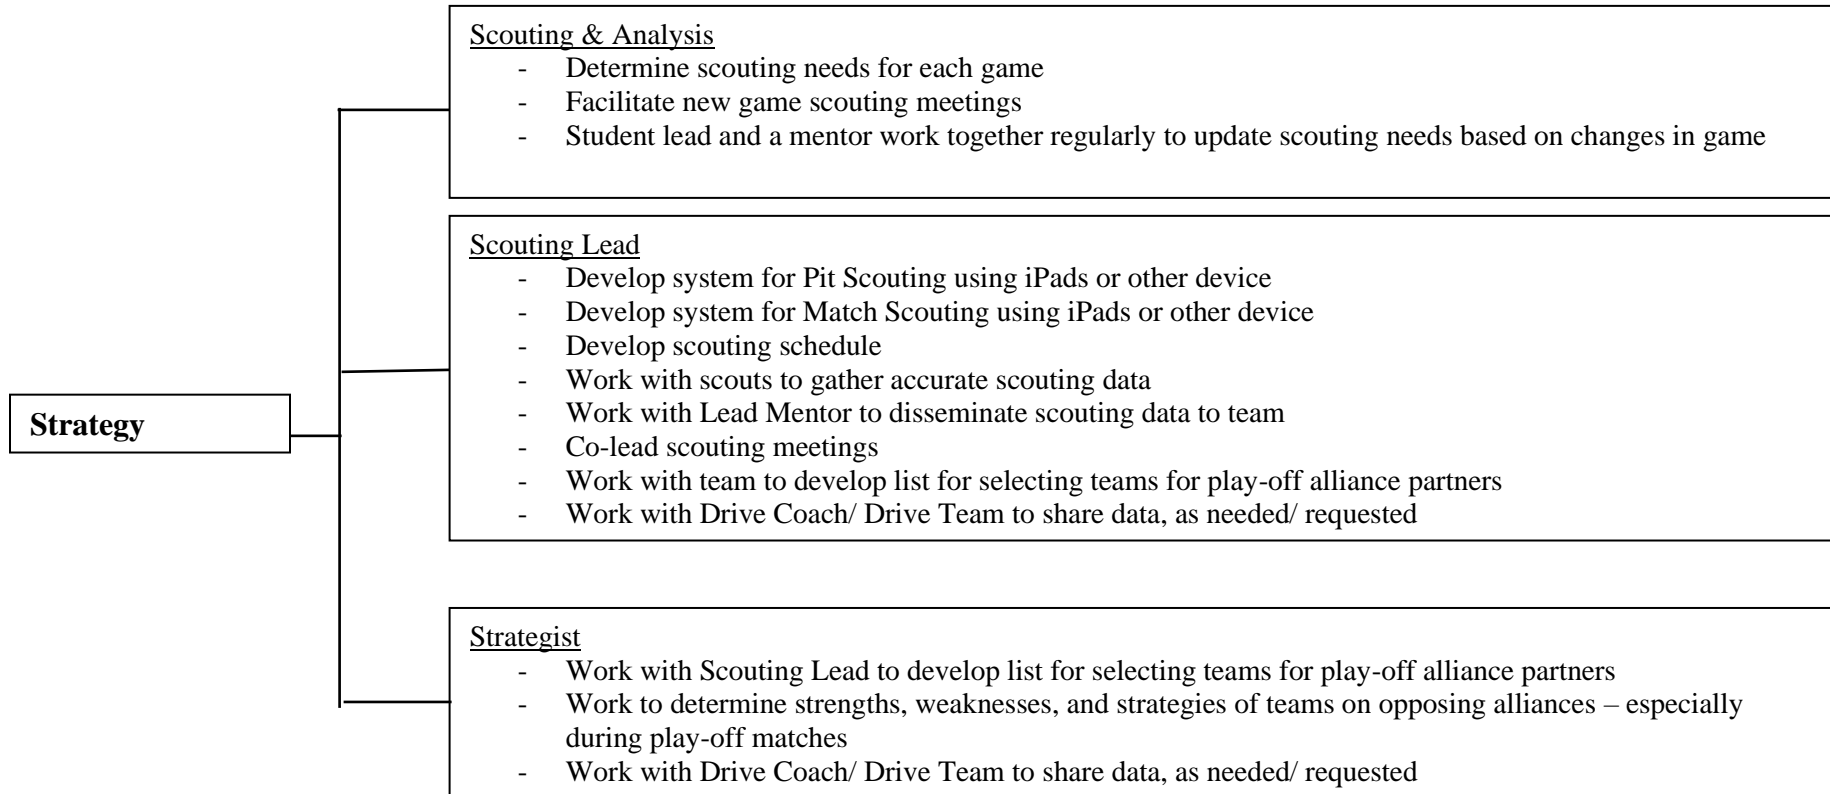 Scouting & Analysis
- Determine scouting needs for each game
- Facilitate new game scouting meetings
- Student lead and a mentor work together regularly to update scouting needs based on changes in game
Scouting Lead
- Develop system for Pit Scouting using iPads or other device
- Develop system for Match Scouting using iPads or other device
- Develop scouting schedule
- Work with scouts to gather accurate scouting data
- Work with Lead Mentor to disseminate scouting data to team
- Co-lead scouting meetings
- Work with team to develop list for selecting teams for play-off alliance partners
- Work with Drive Coach/ Drive Team to share data, as needed/ requested
Strategy
Strategist
- Work with Scouting Lead to develop list for selecting teams for play-off alliance partners
- Work to determine strengths, weaknesses, and strategies of teams on opposing alliances – especially
during play-off matches
- Work with Drive Coach/ Drive Team to share data, as needed/ requested